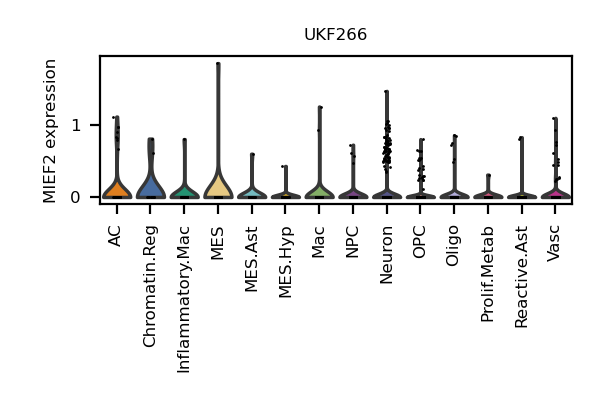 UKF266
MIEF2 expression
1
0
AC
Chromatin.Reg
Inflammatory.Mac
MES
MES.Ast
MES.Hyp
Mac
NPC
Neuron
OPC
Oligo
Prolif.Metab
Reactive.Ast
Vasc